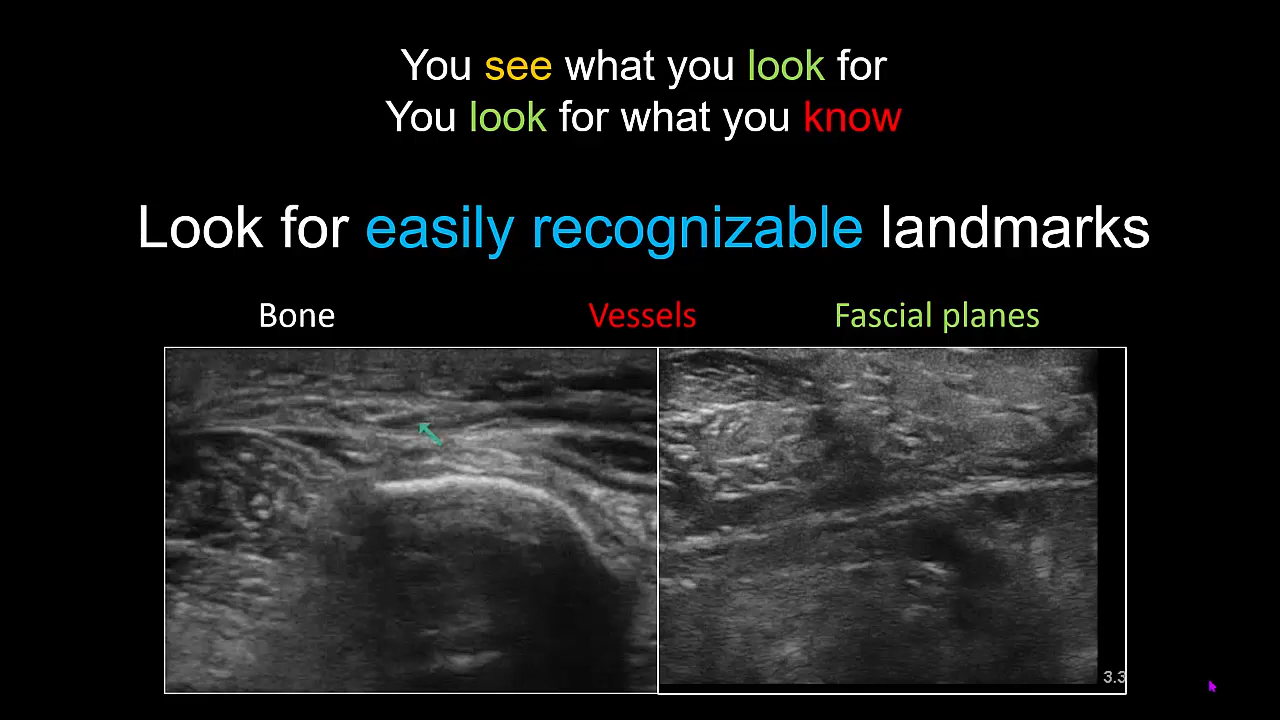 You see what you look for
You look for what you know
Look for easily recognizable landmarks
Bone
Vessels
Fascial planes
3.3